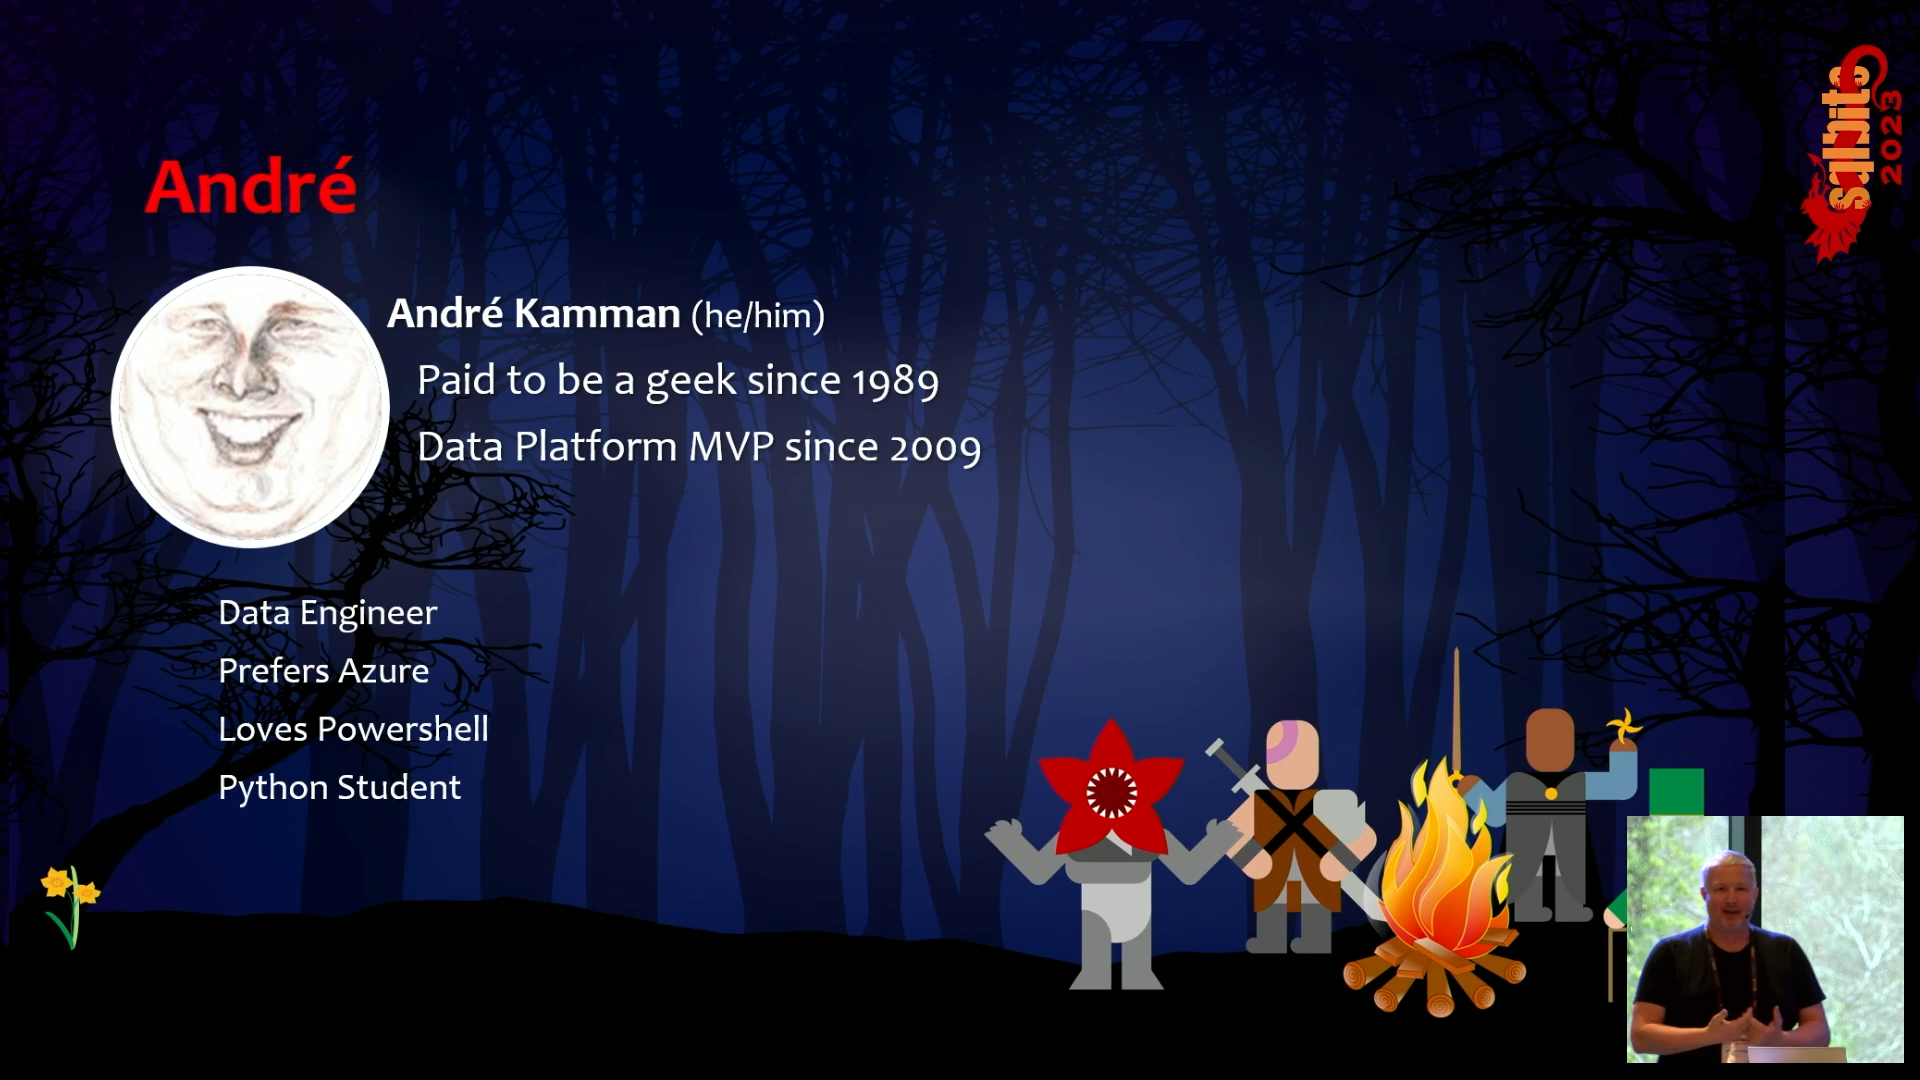 sqlbits
2023
André
André Kamman (he/him)
Paid to be a geek since 1989
Data Platform MVP since 2009
Data Engineer
Prefers Azure
Loves Powershell
Python Student